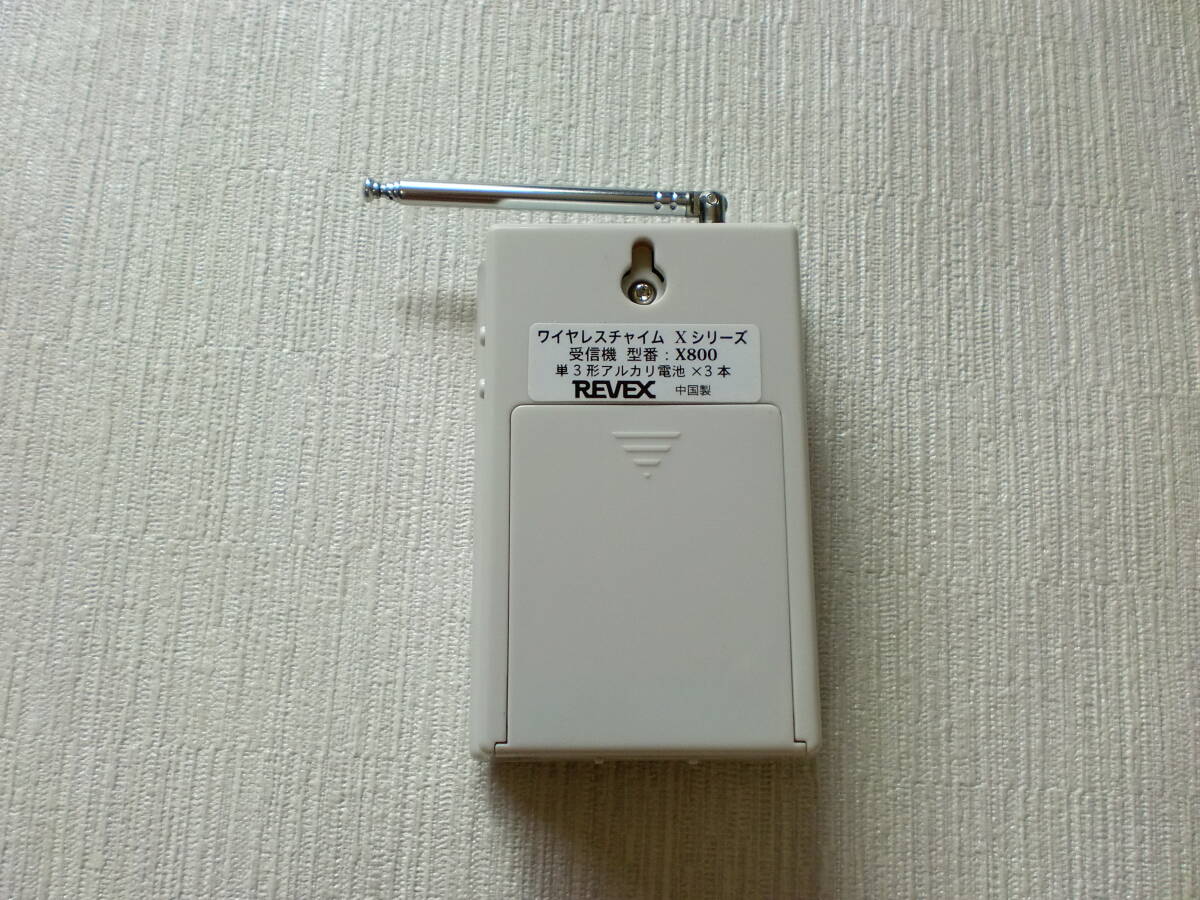 ワイヤレスチャイム Xシリーズ
受信機 型番:X800
単3形アルカリ電池×3本
REVEX 中国製